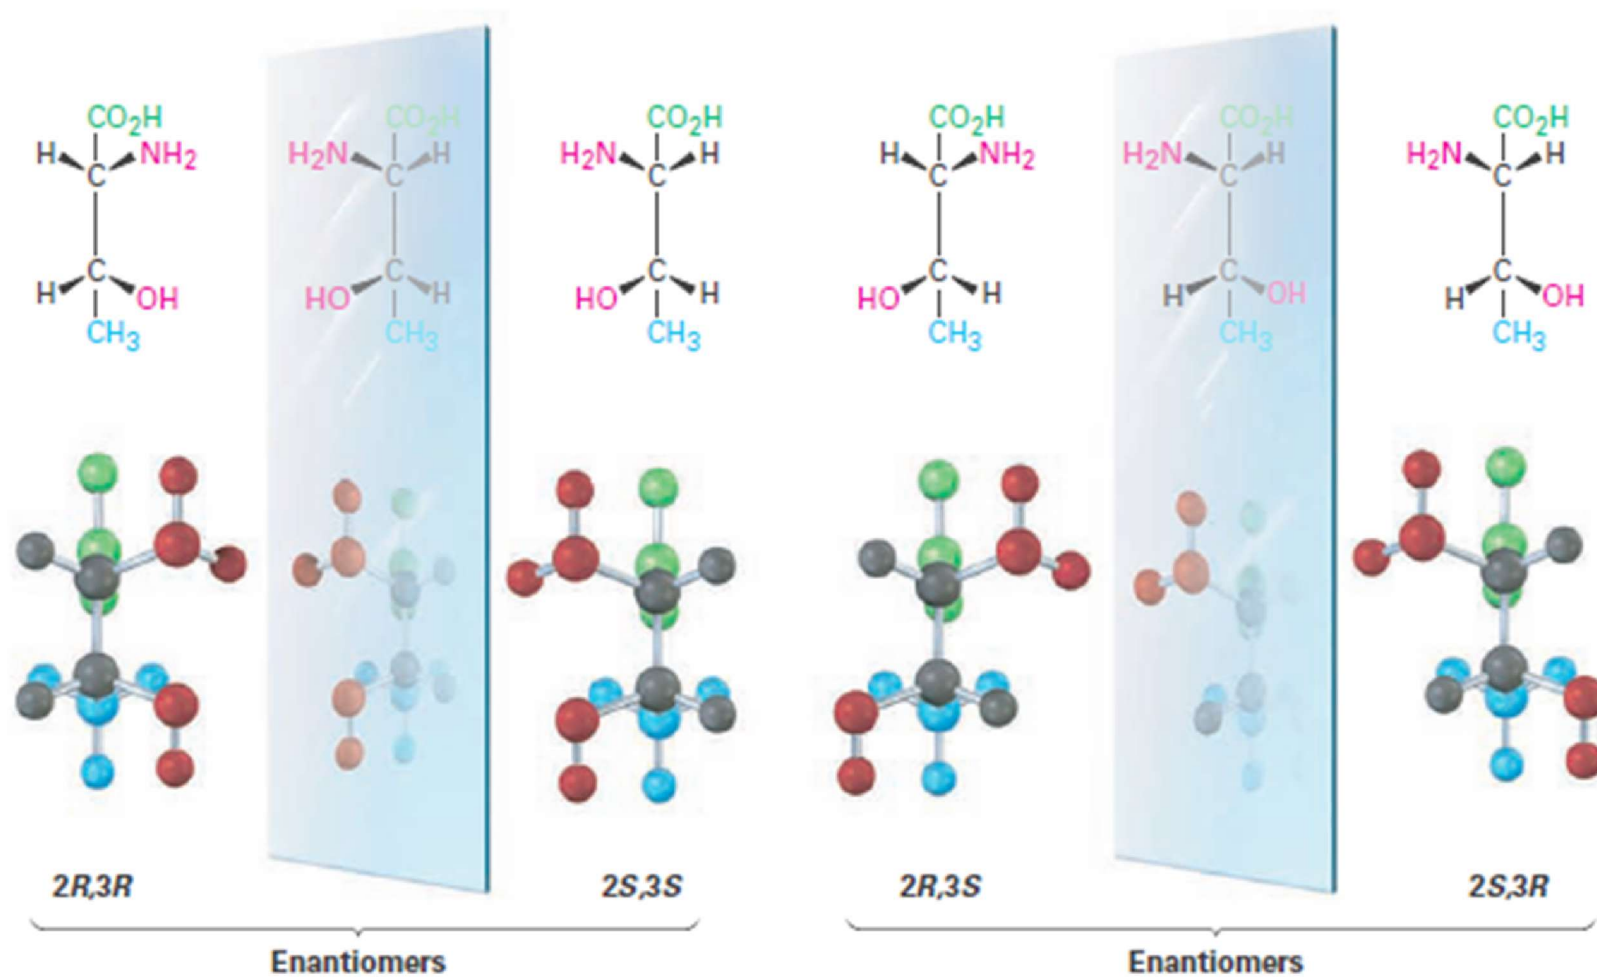 CO₂H CO₂H CO₂H CO₂H CO₂H CO₂H
H NH₂ H₂N H H₂N H H NH₂ H₂N H H₂N H
C C C C C C
C C C C C C
H OH HO H HO H HO H H OH H OH
CH₃ CH₃ CH₃ CH₃ CH₃ CH₃
2R,3R 2S,3S 2R,3S 2S,3R
Enantiomers Enantiomers